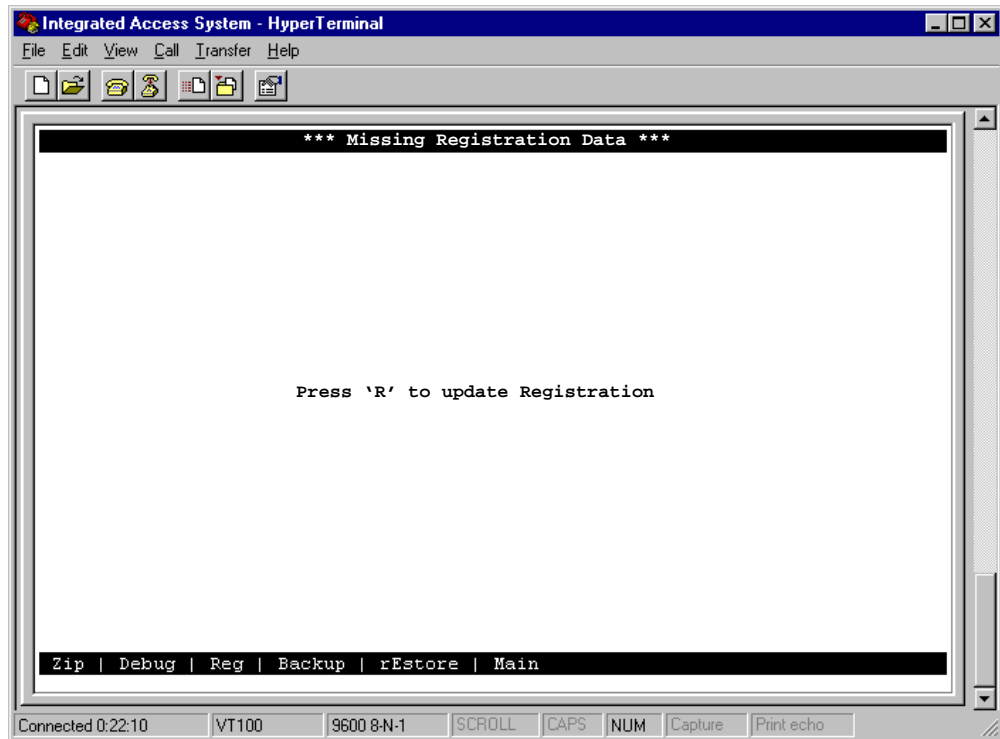 Integrated Access System - HyperTerminal
File Edit View Call Transfer Help
*** Missing Registration Data ***
Press ‘R’ to update Registration
Zip | Debug | Reg | Backup | rEstore | Main
Connected 0:22:10 VT100 9600 8-N-1 SCROLL CAPS NUM Capture Print echo